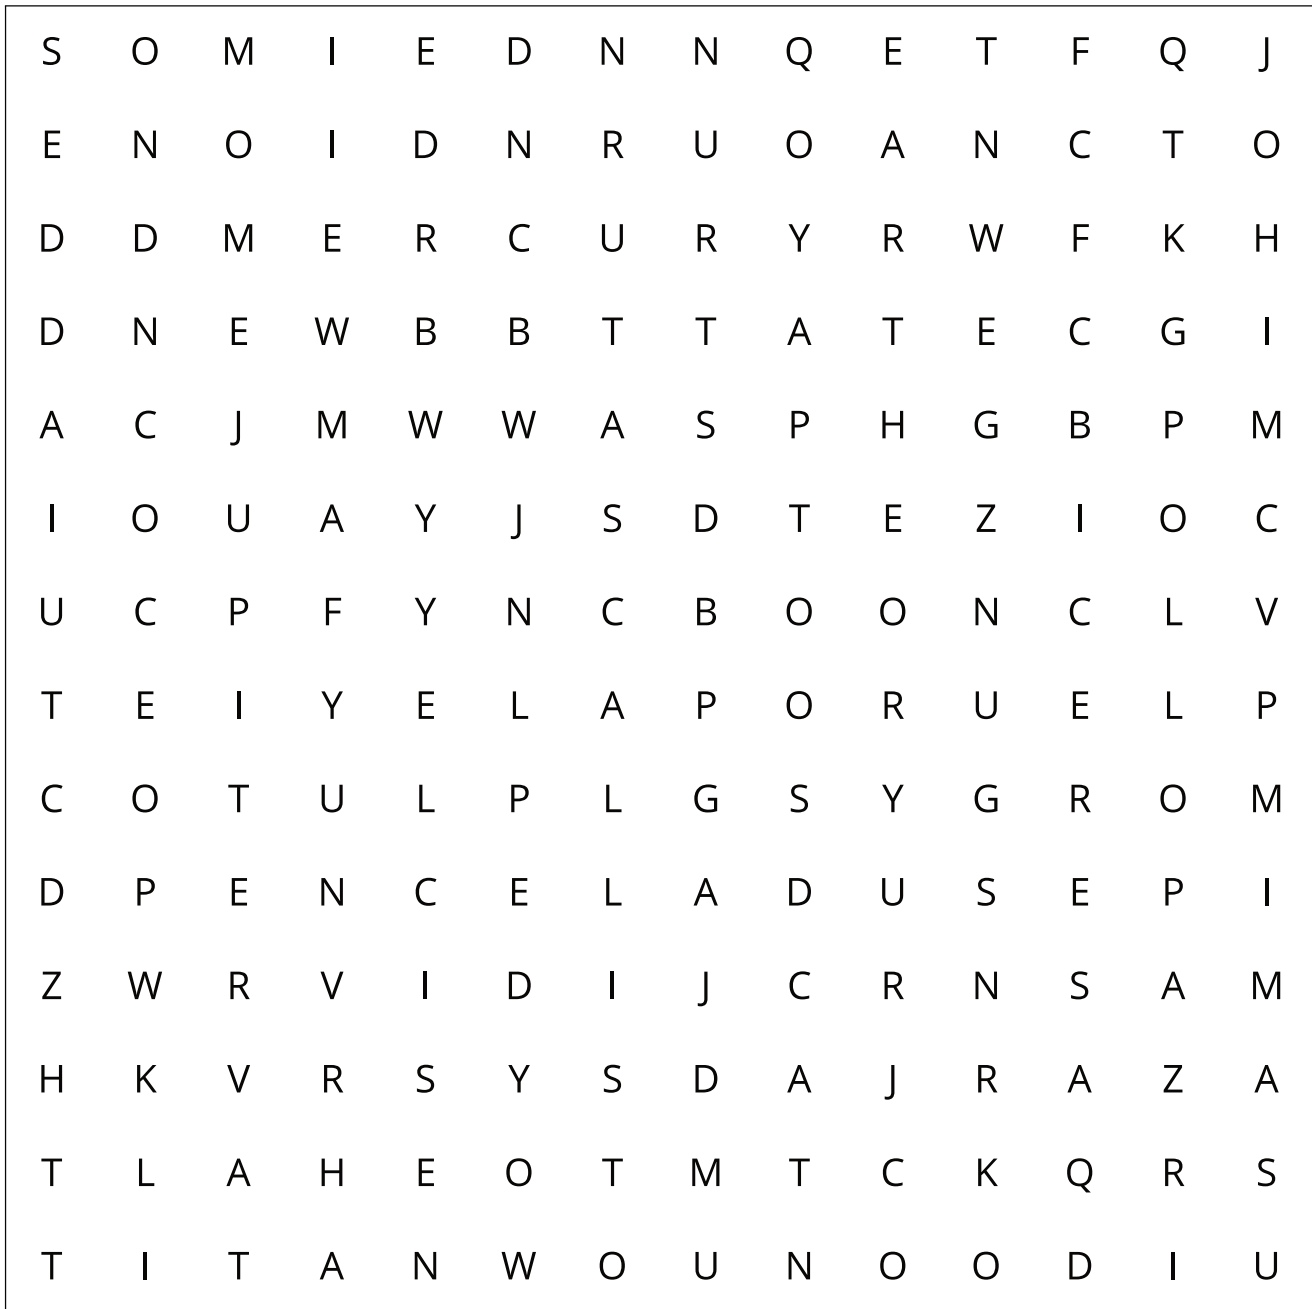 S O M I E D N N Q E T F Q J
E N O I D N R U O A N C T O
D D M E R C U R Y R W F K H
D N E W B B T T A T E C G I
A C J M W W A S P H G B P M
I O U A Y J S D T E Z I O C
U C P F Y N C B O O N C L V
T E I Y E L A P O R U E L P
C O T U L P L G S Y G R O M
D P E N C E L A D U S E P I
Z W R V I D I J C R N S A M
H K V R S Y S D A J R A Z A
T L A H E O T M T C K Q R S
T I T A N W O U N O O D I U